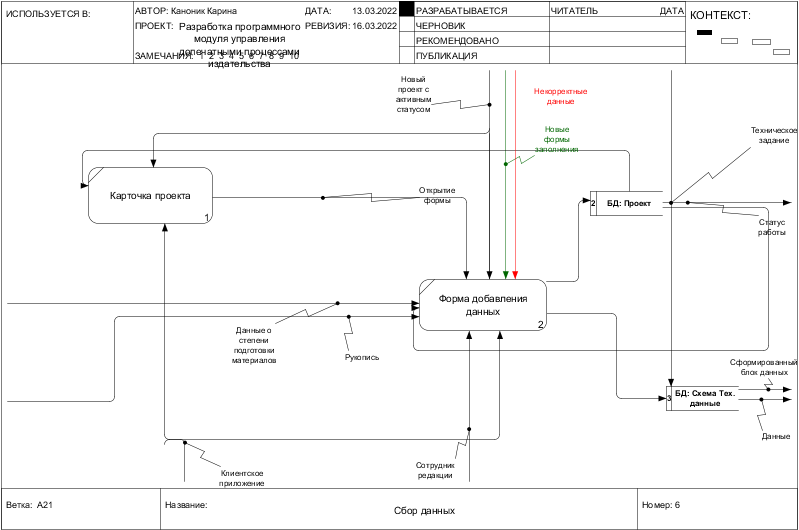 ИСПОЛЬЗУЕТСЯ В:
АВТОР: Каноник Карина
ДАТА: 13.03.2022
ПРОЕКТ: Разработка программного
модуля управления
допечатными процессами
издательства
РЕВИЗИЯ: 16.03.2022
ЗАМЕЧАНИЯ: 1 2 3 4 5 6 7 8 9 10
РАЗРАБАТЫВАЕТСЯ
ЧЕРНОВИК
РЕКОМЕНДОВАНО
ПУБЛИКАЦИЯ
ЧИТАТЕЛЬ
ДАТА
КОНТЕКСТ:
Новый
проект с
активным
статусом
Некорректные
данные
Новые
формы
заполнения
Техническое
задание
Карточка проекта
1
Открытие
формы
2
БД: Проект
Статус
работы
Форма добавления
данных
2
Данные о
степени
подготовки
материалов
Рукопись
Сформированный
блок данных
3
БД: Схема Тех.
данные
Данные
Клиентское
приложение
Сотрудник
редакции
Ветка: A21
Название:
Сбор данных
Номер: 6